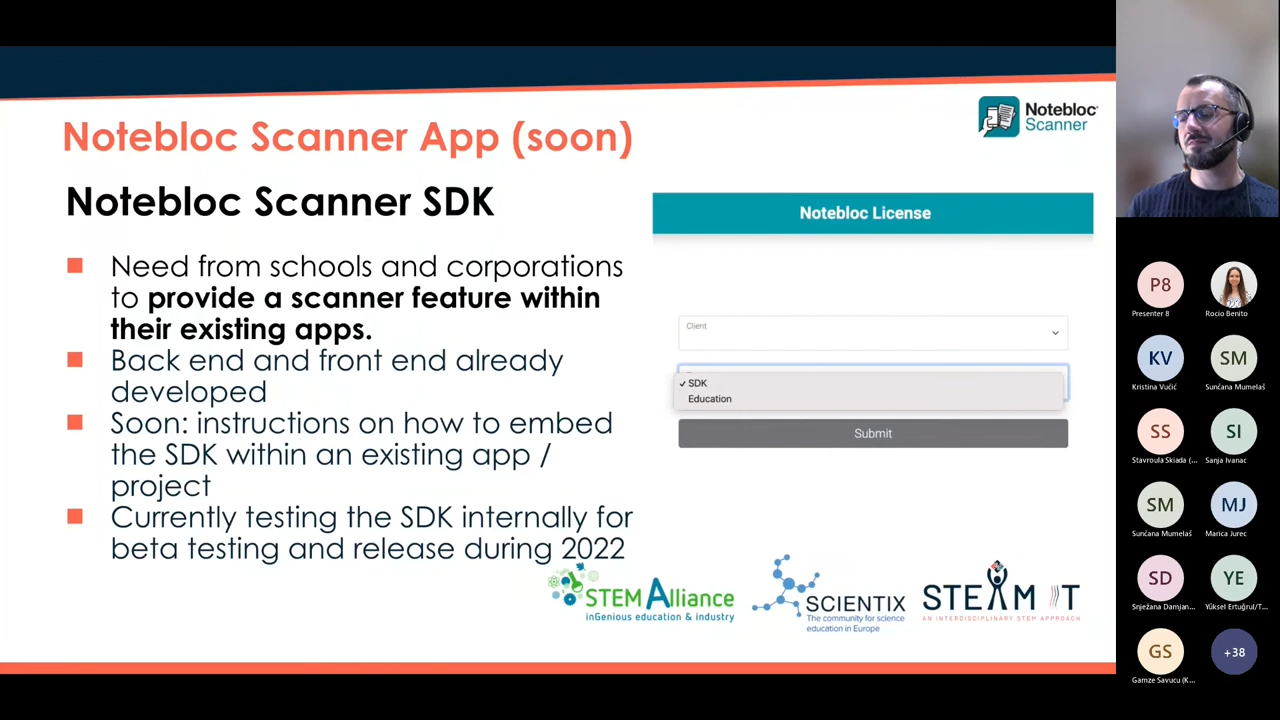 Notebloc Scanner App (soon)
Notebloc
Scanner
Notebloc Scanner SDK
Need from schools and corporations
to provide a scanner feature within
their existing apps.
Back end and front end already
developed
Soon: instructions on how to embed
the SDK within an existing app /
project
Currently testing the SDK internally for
beta testing and release during 2022
Notebloc License
Client
✓ SDK
Education
Submit
STEM Alliance
inGenious education & industry
SCIENTIX
The community for science
education in Europe
STEAM IT
AN INTERDISCIPLINARY STEM APPROACH
P8
Presenter 8
Rocio Benito
KV
Kristina Vučić
SM
Sunčana Mumelaš
SS
Stavroula Skiada (...
SI
Sanja Ivanac
SM
Sunčana Mumelaš
MJ
Marica Jurec
SD
Snježana Damjan...
YE
Yüksel Ertuğrul/T...
GS
Gamze Savucu (K...
+38